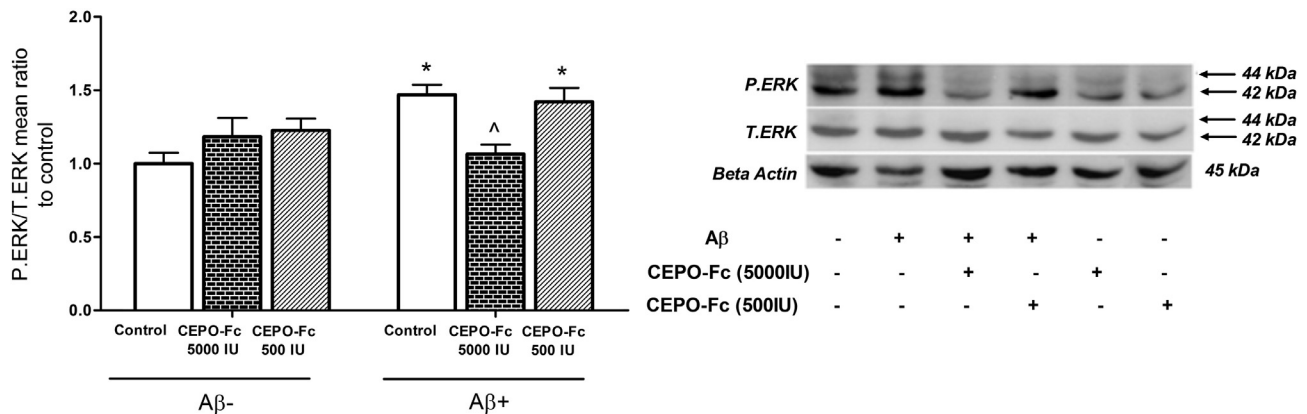 P.ERK/T.ERK mean ratio
to control
2.0
1.5
1.0
0.5
0.0
* ^ *
Control CEPO-Fc 5000 IU CEPO-Fc 500 IU
Control CEPO-Fc 5000 IU CEPO-Fc 500 IU
Aβ- Aβ+
P.ERK 44 kDa
42 kDa
T.ERK 44 kDa
42 kDa
Beta Actin 45 kDa
Aβ - + + + - -
CEPO-Fc (5000IU) - - + - + -
CEPO-Fc (500IU) - - - + - +